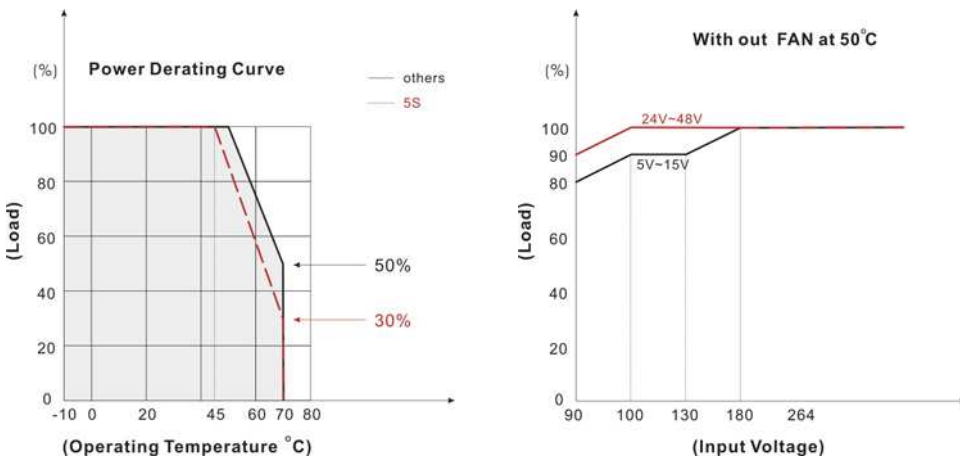 (%)
Power Derating Curve
others
5S
100
80
60
40
20
0
50%
30%
(Load)
-10 0 20 45 60 70 80
(Operating Temperature °C)
With out FAN at 50°C
(%)
24V~48V
5V~15V
100
90
80
60
40
20
0
(Load)
90 100 130 180 264
(Input Voltage)